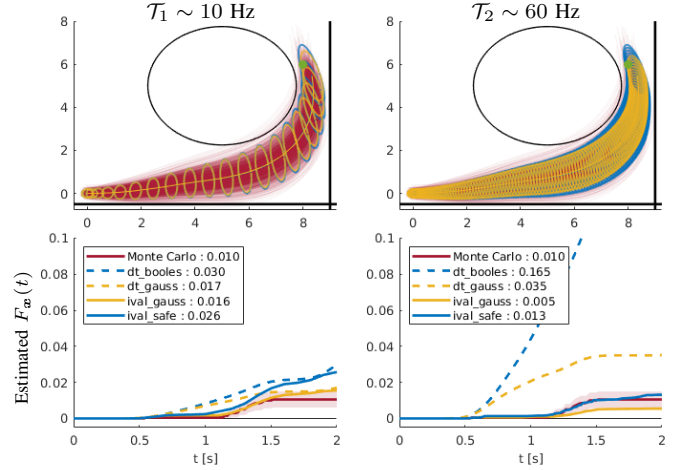 𝒯₁ ∼ 10 Hz
𝒯₂ ∼ 60 Hz
8
6
4
2
0
0 2 4 6 8
8
6
4
2
0
0 2 4 6 8
Estimated F_∞(t)
0.1
0.08
0.06
0.04
0.02
0
Monte Carlo : 0.010
dt_booles : 0.030
dt_gauss : 0.017
ival_gauss : 0.016
ival_safe : 0.026
0 0.5 1 1.5 2
t [s]
0.1
0.08
0.06
0.04
0.02
0
Monte Carlo : 0.010
dt_booles : 0.165
dt_gauss : 0.035
ival_gauss : 0.005
ival_safe : 0.013
0 0.5 1 1.5 2
t [s]